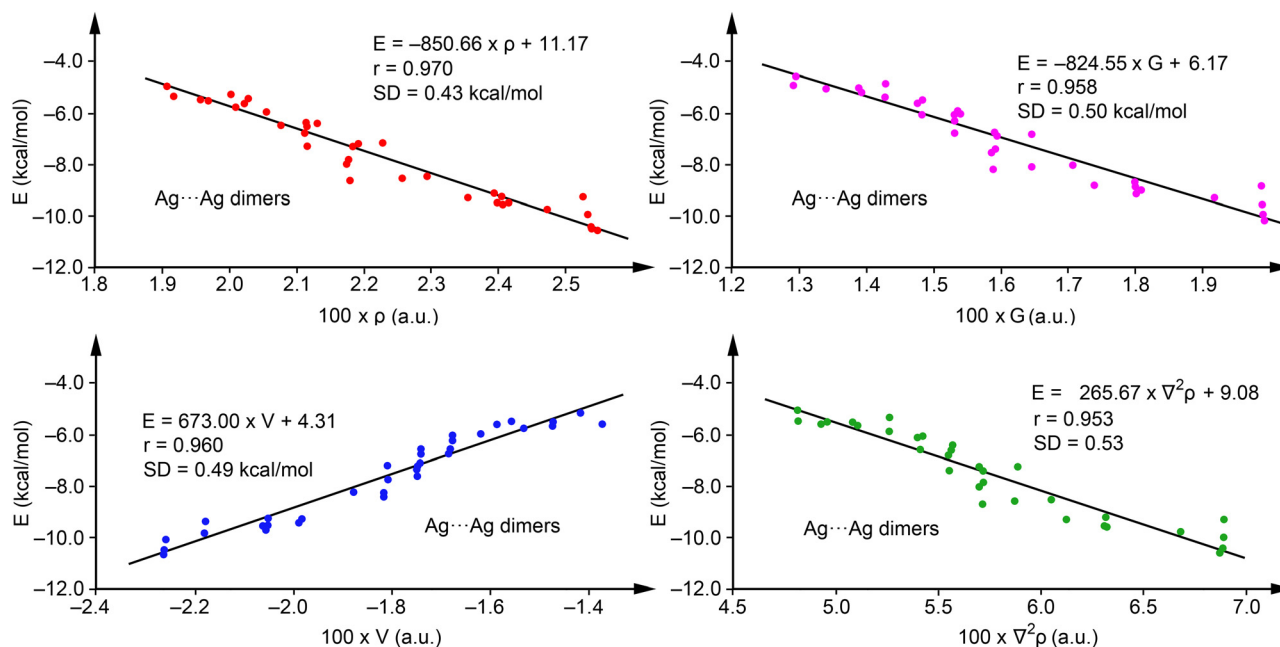 E = –850.66 x ρ + 11.17
r = 0.970
SD = 0.43 kcal/mol
Ag···Ag dimers
E (kcal/mol)
–4.0
–6.0
–8.0
–10.0
–12.0
1.8 2.0 2.1 2.2 2.3 2.4 2.5
100 x ρ (a.u.)
E = –824.55 x G + 6.17
r = 0.958
SD = 0.50 kcal/mol
Ag···Ag dimers
E (kcal/mol)
–4.0
–6.0
–8.0
–10.0
–12.0
1.2 1.3 1.4 1.5 1.6 1.7 1.8 1.9
100 x G (a.u.)
E = 673.00 x V + 4.31
r = 0.960
SD = 0.49 kcal/mol
Ag···Ag dimers
E (kcal/mol)
–4.0
–6.0
–8.0
–10.0
–12.0
–2.4 –2.2 –2.0 –1.8 –1.6 –1.4
100 x V (a.u.)
E = 265.67 x ∇²ρ + 9.08
r = 0.953
SD = 0.53
Ag···Ag dimers
E (kcal/mol)
–4.0
–6.0
–8.0
–10.0
–12.0
4.5 5.0 5.5 6.0 6.5 7.0
100 x ∇²ρ (a.u.)